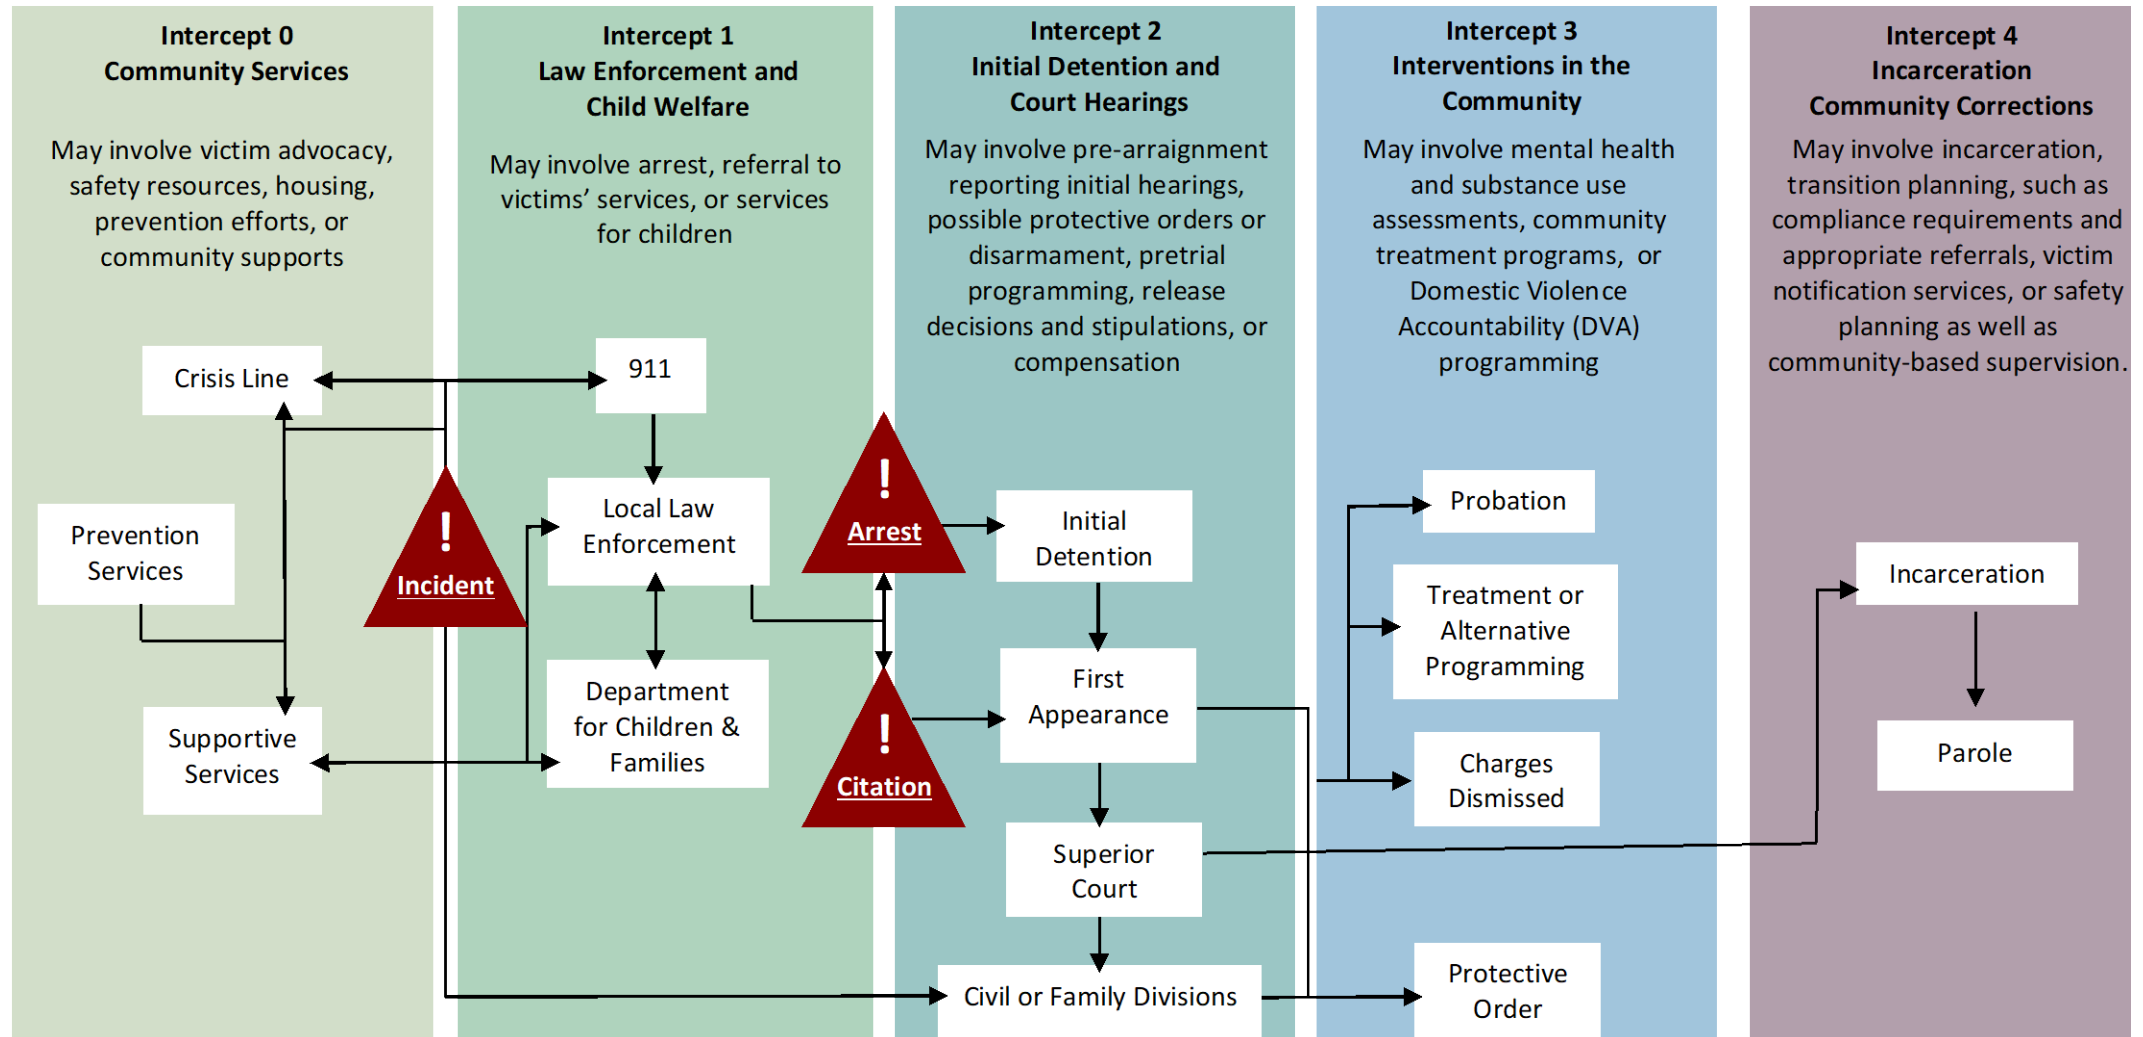 Intercept 0
Community Services
May involve victim advocacy,
safety resources, housing,
prevention efforts, or
community supports
Crisis Line
Prevention
Services
Supportive
Services
!
Incident
Intercept 1
Law Enforcement and
Child Welfare
May involve arrest, referral to
victims’ services, or services
for children
911
Local Law
Enforcement
Department
for Children &
Families
!
Arrest
!
Citation
Intercept 2
Initial Detention and
Court Hearings
May involve pre-arraignment
reporting initial hearings,
possible protective orders or
disarmament, pretrial
programming, release
decisions and stipulations, or
compensation
Initial
Detention
First
Appearance
Superior
Court
Civil or Family Divisions
Intercept 3
Interventions in the
Community
May involve mental health
and substance use
assessments, community
treatment programs, or
Domestic Violence
Accountability (DVA)
programming
Probation
Treatment or
Alternative
Programming
Charges
Dismissed
Protective
Order
Intercept 4
Incarceration
Community Corrections
May involve incarceration,
transition planning, such as
compliance requirements and
appropriate referrals, victim
notification services, or safety
planning as well as
community-based supervision.
Incarceration
Parole